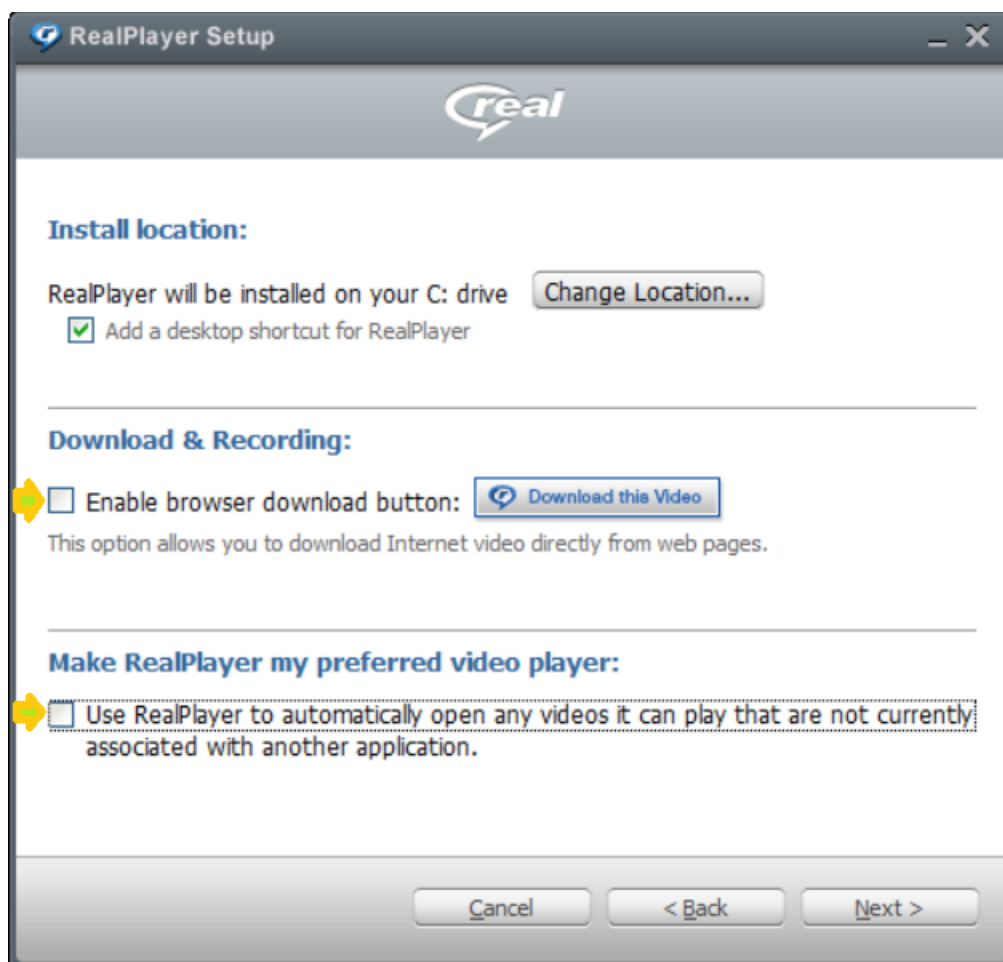 RealPlayer Setup
real
Install location:
RealPlayer will be installed on your C: drive Change Location...
Add a desktop shortcut for RealPlayer
Download & Recording:
Enable browser download button: Download this Video
This option allows you to download Internet video directly from web pages.
Make RealPlayer my preferred video player:
Use RealPlayer to automatically open any videos it can play that are not currently
associated with another application.
Cancel < Back Next >